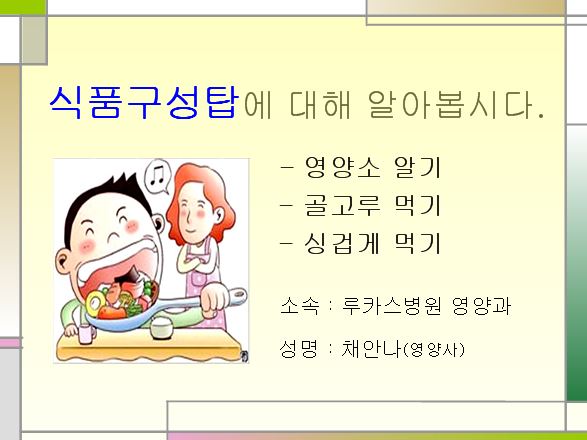 식품구성탑에 대해 알아봅시다.
- 영양소 알기
- 골고루 먹기
- 싱겁게 먹기
소속 : 루카스병원 영양과
성명 : 채안나(영양사)